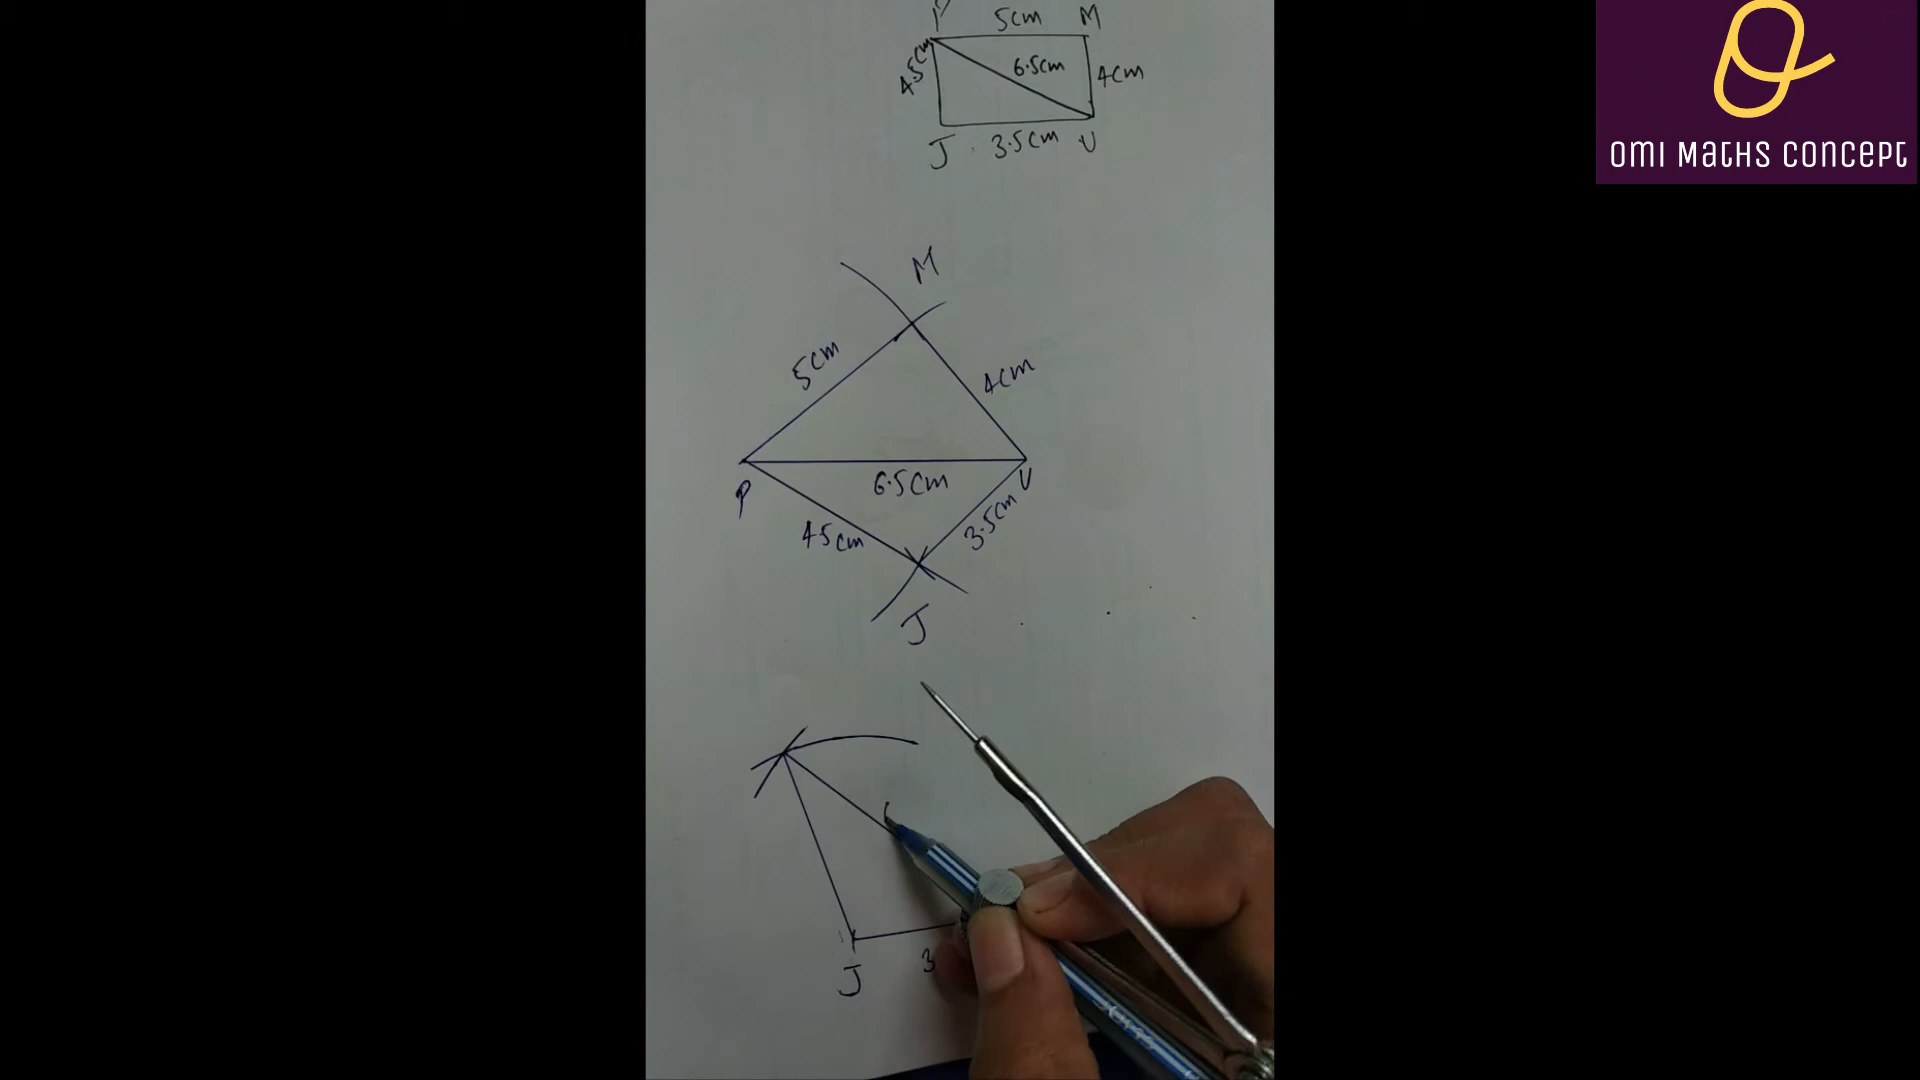 P 5cm M
4.5cm 6.5cm 4cm
J 3.5cm U
OMI MATHS CONCEPT
M
5cm 4cm
6.5cm
P U
4.5cm 3.5cm
J
J 3